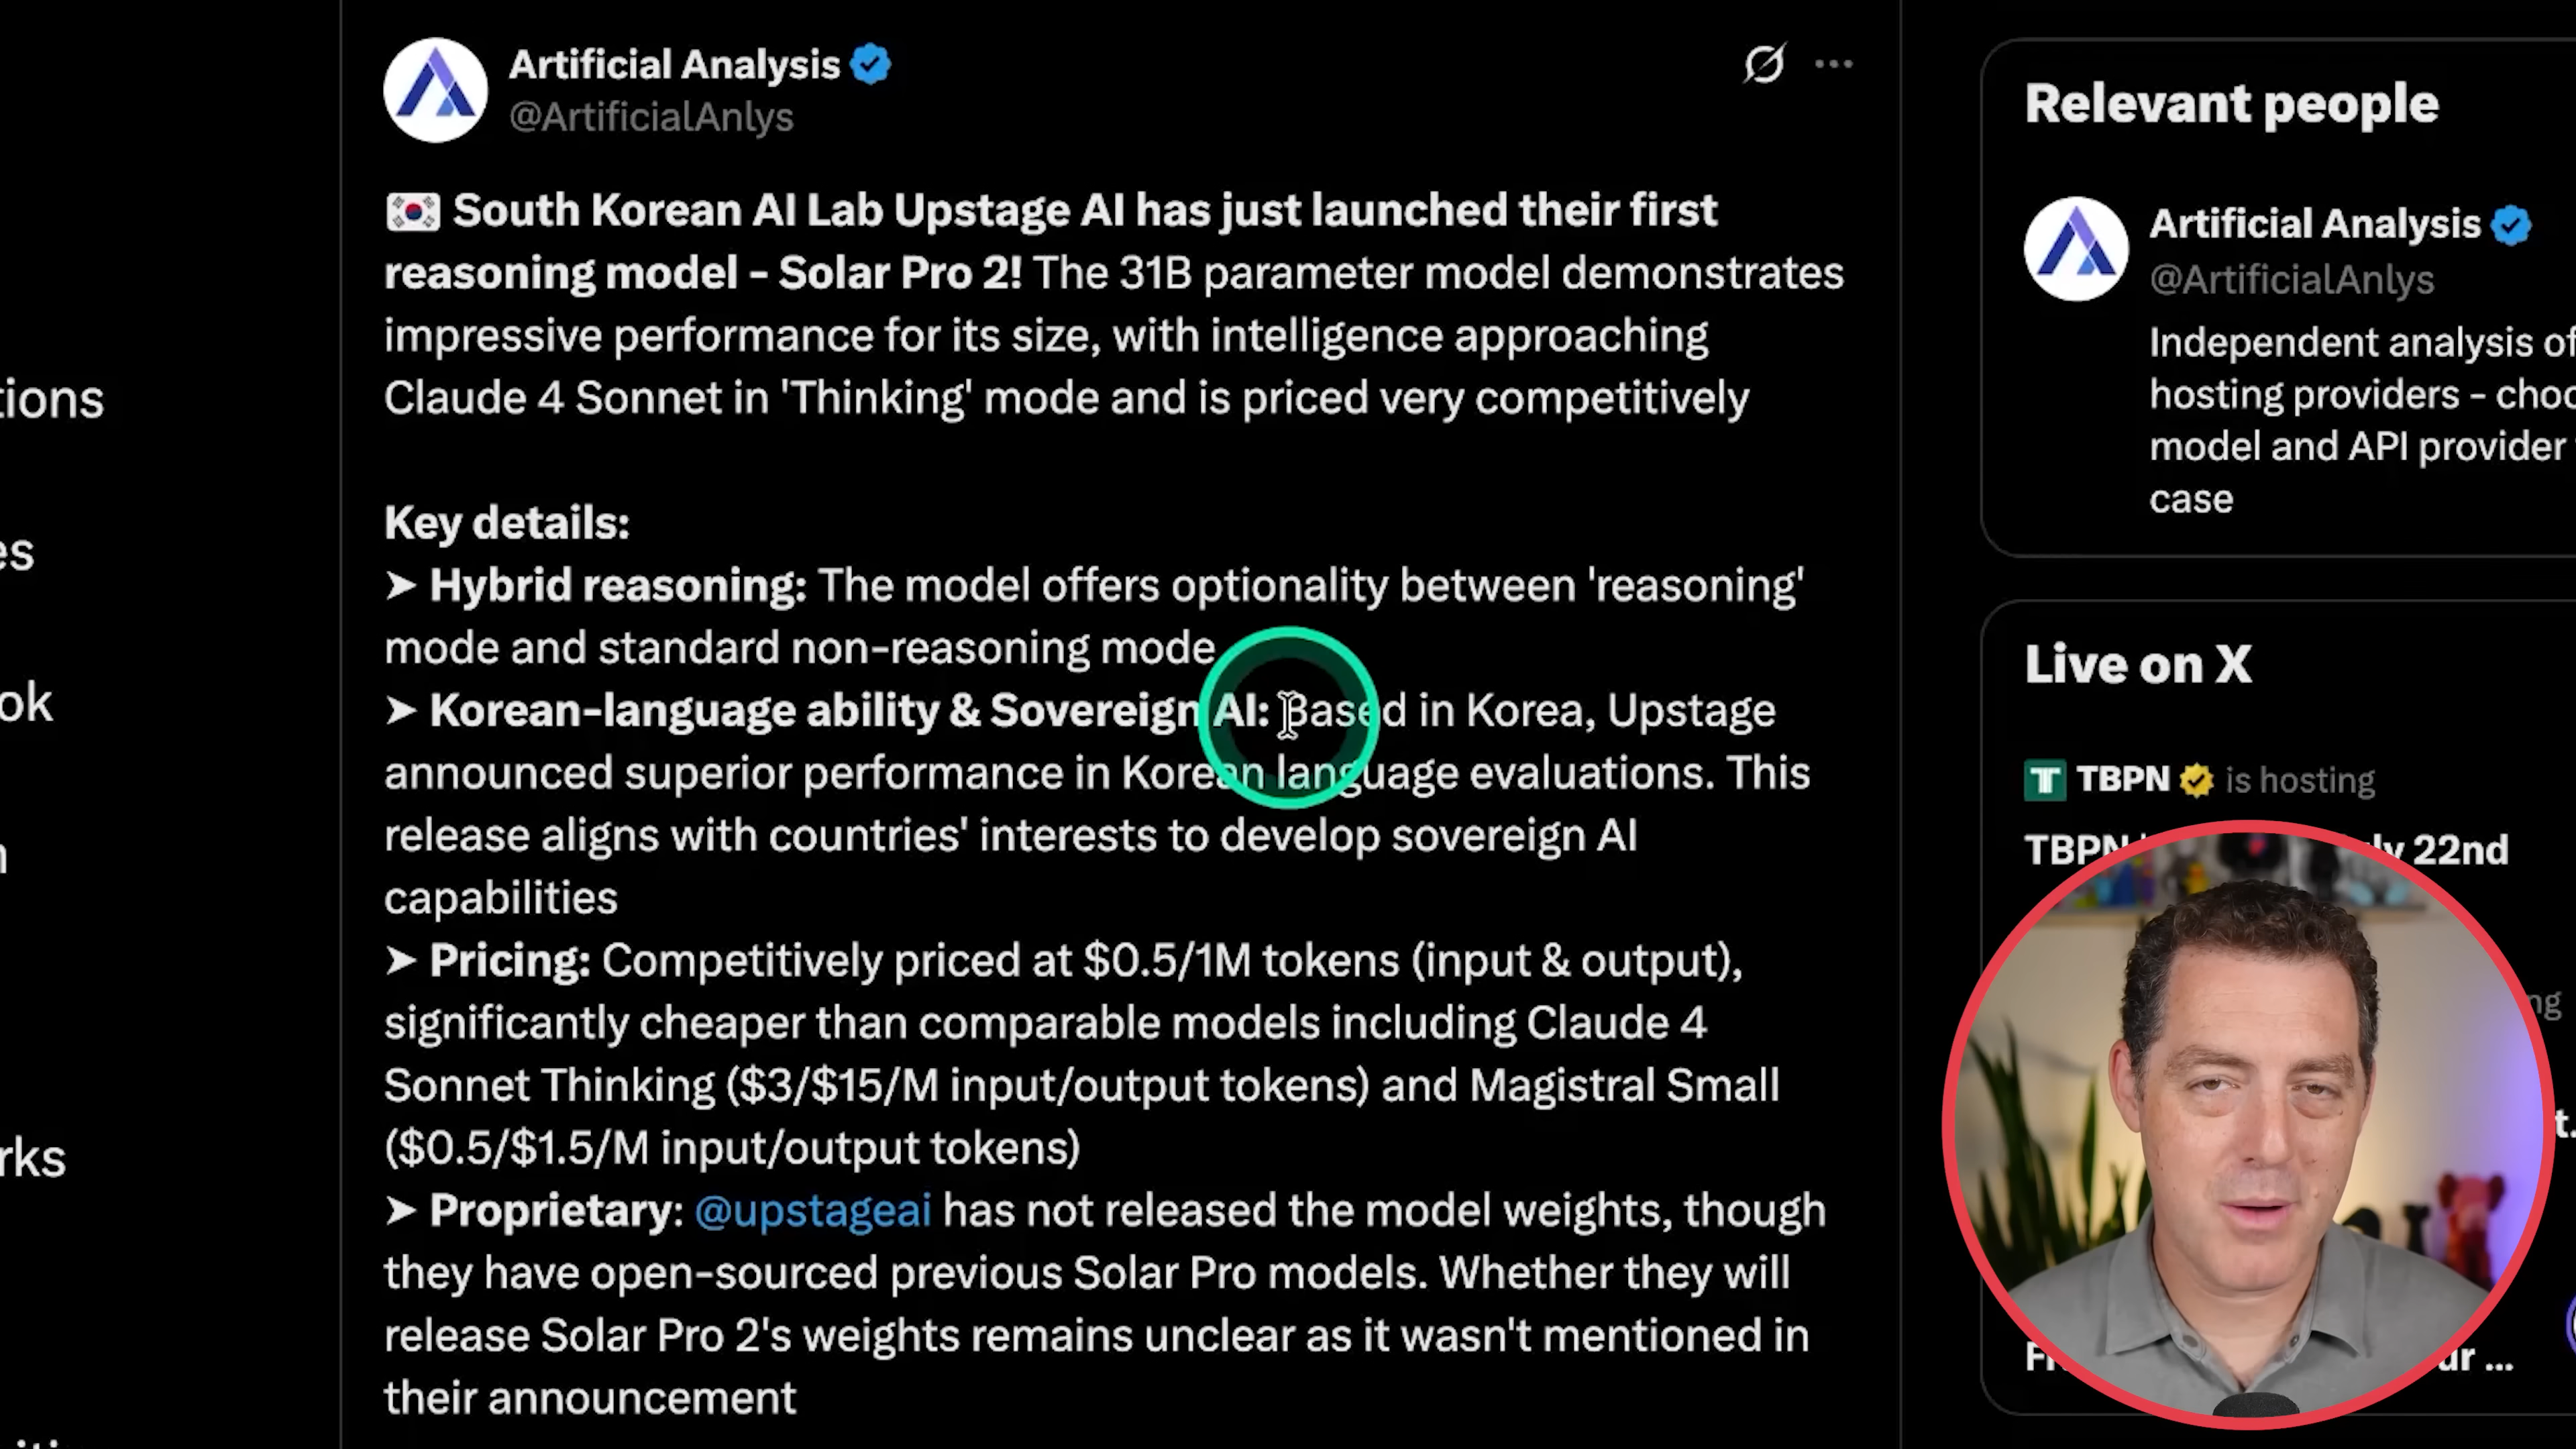 tions
es
ok
n
rks
Artificial Analysis
@ArtificialAnlys
South Korean AI Lab Upstage AI has just launched their first
reasoning model - Solar Pro 2! The 31B parameter model demonstrates
impressive performance for its size, with intelligence approaching
Claude 4 Sonnet in 'Thinking' mode and is priced very competitively
Key details:
➤ Hybrid reasoning: The model offers optionality between 'reasoning'
mode and standard non-reasoning mode
➤ Korean-language ability & Sovereign AI: Based in Korea, Upstage
announced superior performance in Korean language evaluations. This
release aligns with countries' interests to develop sovereign AI
capabilities
➤ Pricing: Competitively priced at $0.5/1M tokens (input & output),
significantly cheaper than comparable models including Claude 4
Sonnet Thinking ($3/$15/M input/output tokens) and Magistral Small
($0.5/$1.5/M input/output tokens)
➤ Proprietary: @upstageai has not released the model weights, though
they have open-sourced previous Solar Pro models. Whether they will
release Solar Pro 2's weights remains unclear as it wasn't mentioned in
their announcement
Relevant people
Artificial Analysis
@ArtificialAnlys
Independent analysis of
hosting providers - choo
model and API provider
case
Live on X
TBPN is hosting
TBPN 22nd
ng
t.
ur ...